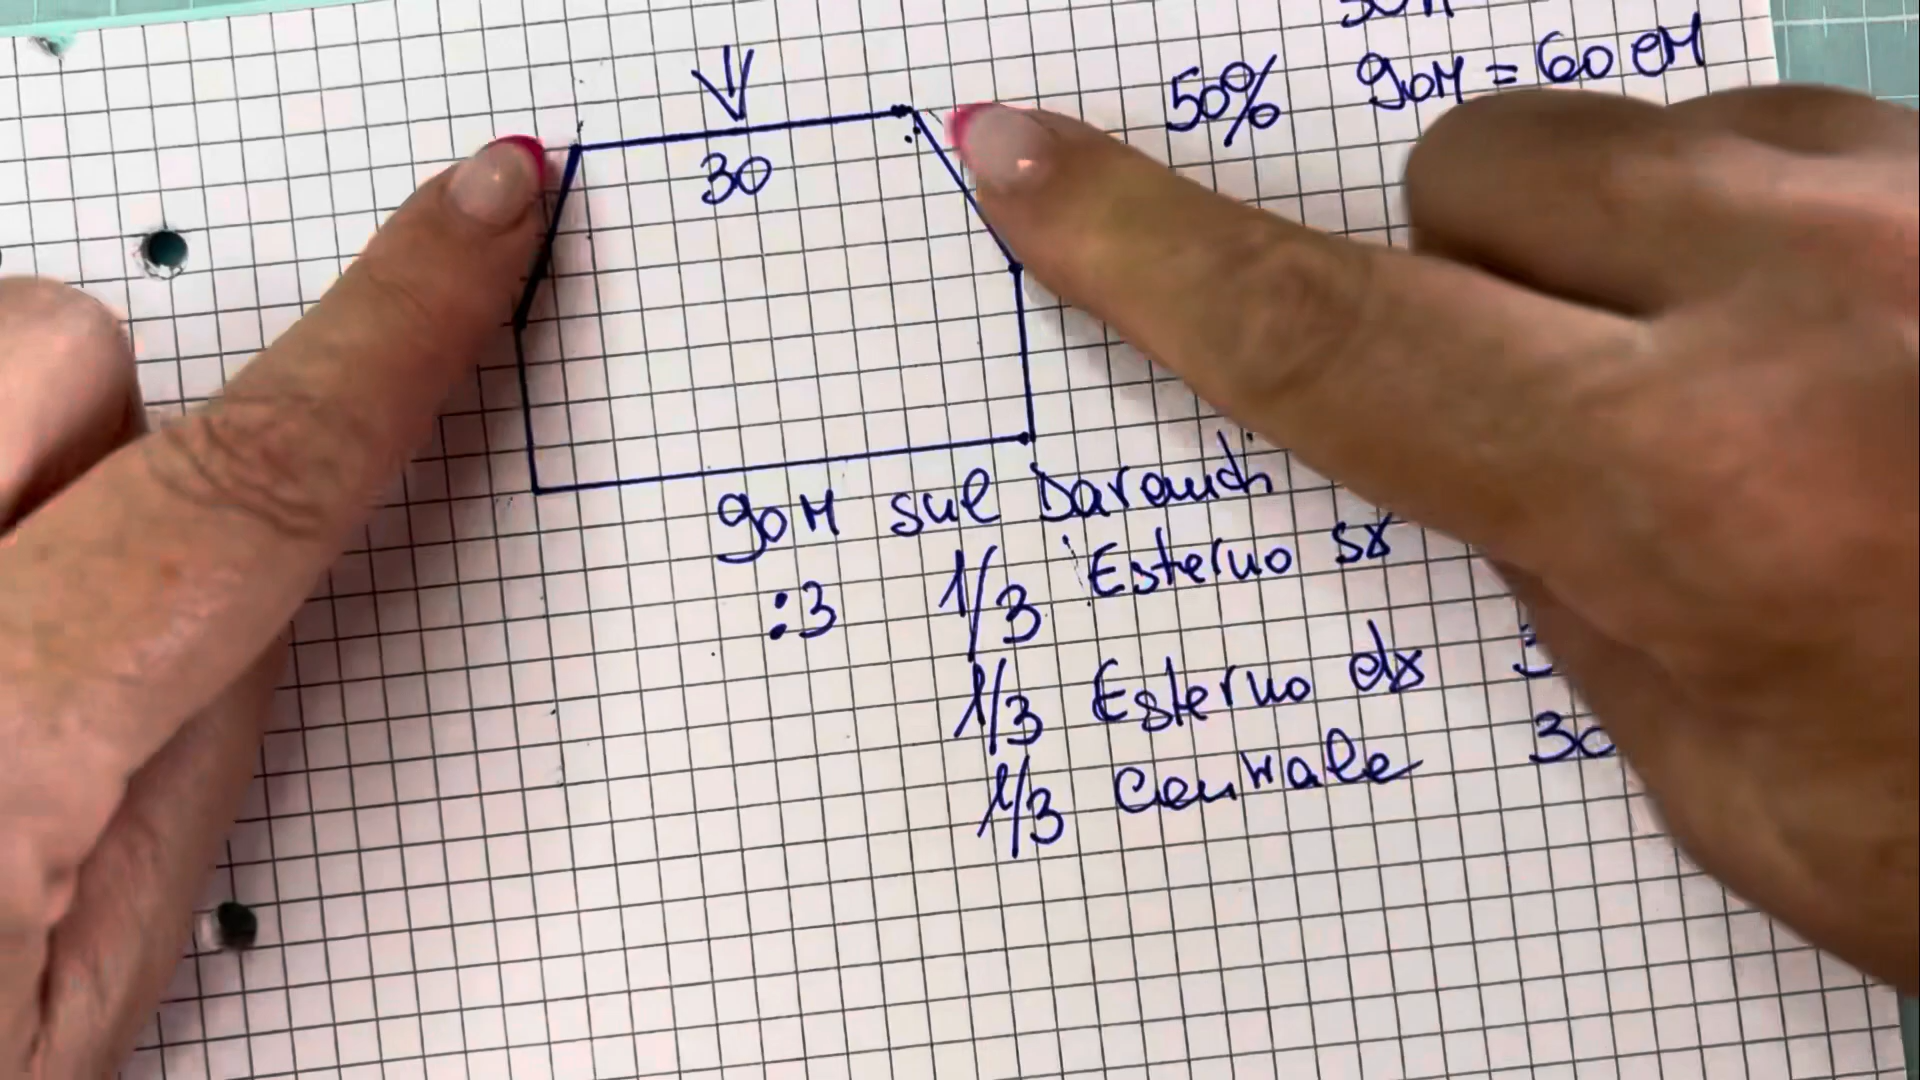 50% 90M = 60 CM
30
90M sul Davanti
:3 1/3 Esterno sx
1/3 Esterno dx 3
1/3 Centrale 30